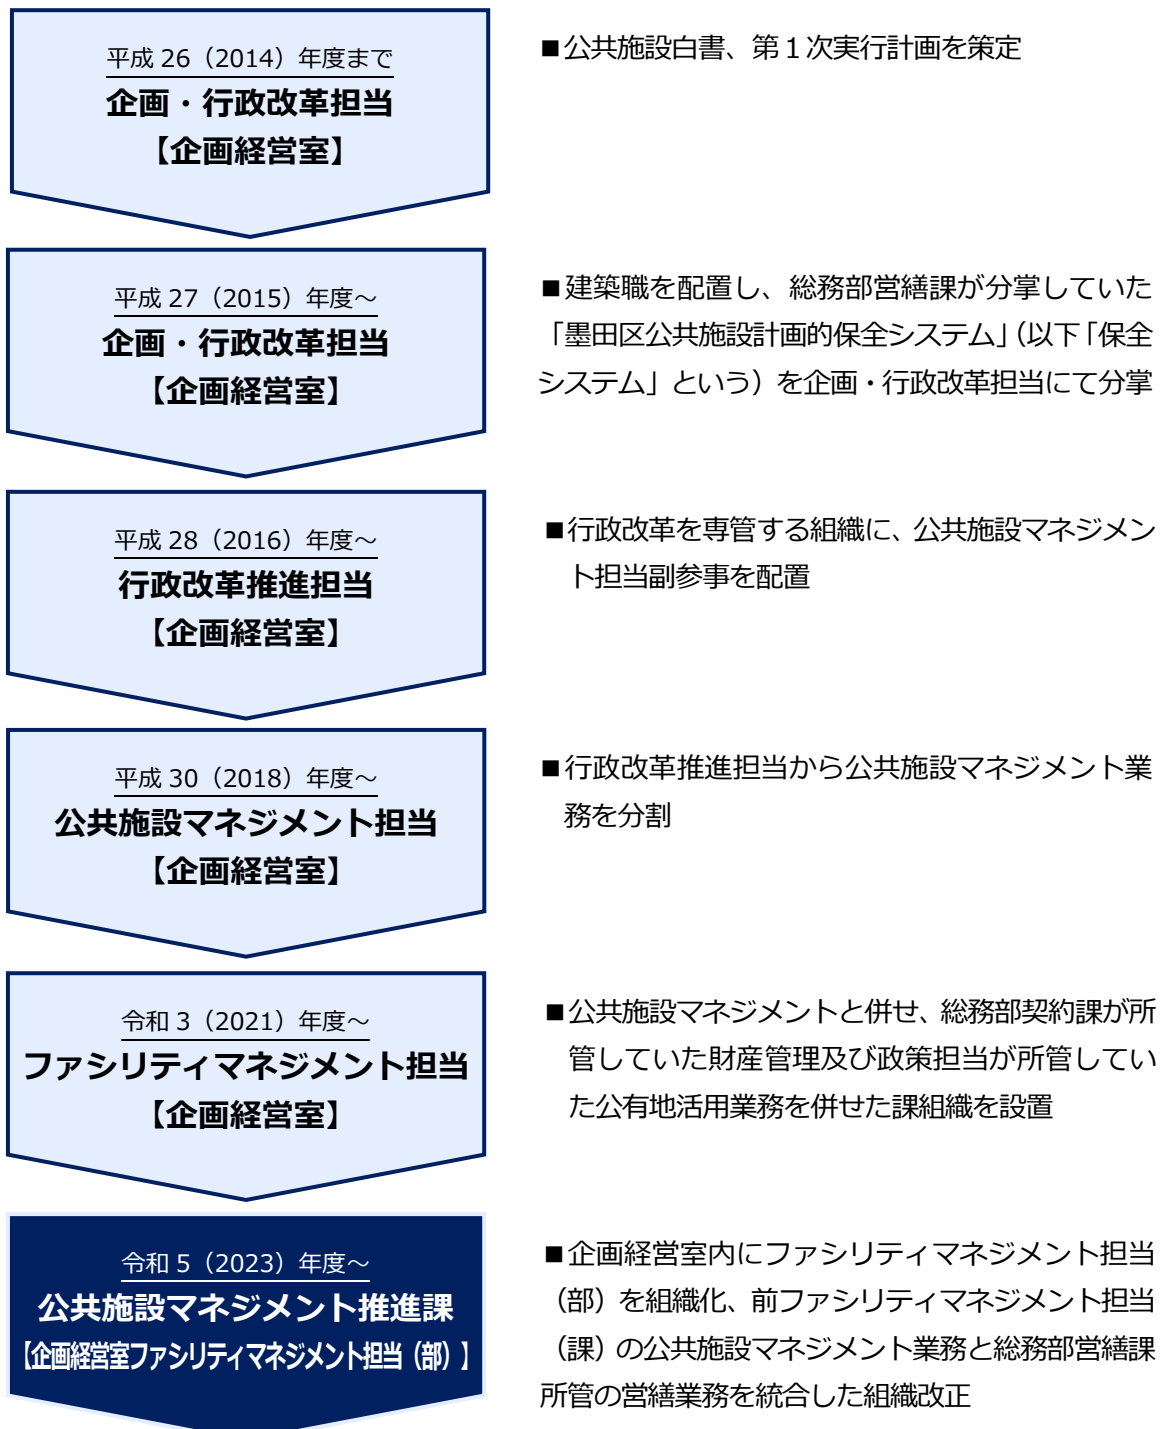 平成 26（2014）年度まで
企画・行政改革担当
【企画経営室】
■公共施設白書、第１次実行計画を策定
平成 27（2015）年度～
企画・行政改革担当
【企画経営室】
■建築職を配置し、総務部営繕課が分掌していた
「墨田区公共施設計画的保全システム」（以下「保全
システム」という）を企画・行政改革担当にて分掌
平成 28（2016）年度～
行政改革推進担当
【企画経営室】
■行政改革を専管する組織に、公共施設マネジメン
ト担当副参事を配置
平成 30（2018）年度～
公共施設マネジメント担当
【企画経営室】
■行政改革推進担当から公共施設マネジメント業
務を分割
令和 3（2021）年度～
ファシリティマネジメント担当
【企画経営室】
■公共施設マネジメントと併せ、総務部契約課が所
管していた財産管理及び政策担当が所管してい
た公有地活用業務を併せた課組織を設置
令和 5（2023）年度～
公共施設マネジメント推進課
【企画経営室ファシリティマネジメント担当（部）】
■企画経営室内にファシリティマネジメント担当
（部）を組織化、前ファシリティマネジメント担当
（課）の公共施設マネジメント業務と総務部営繕課
所管の営繕業務を統合した組織改正